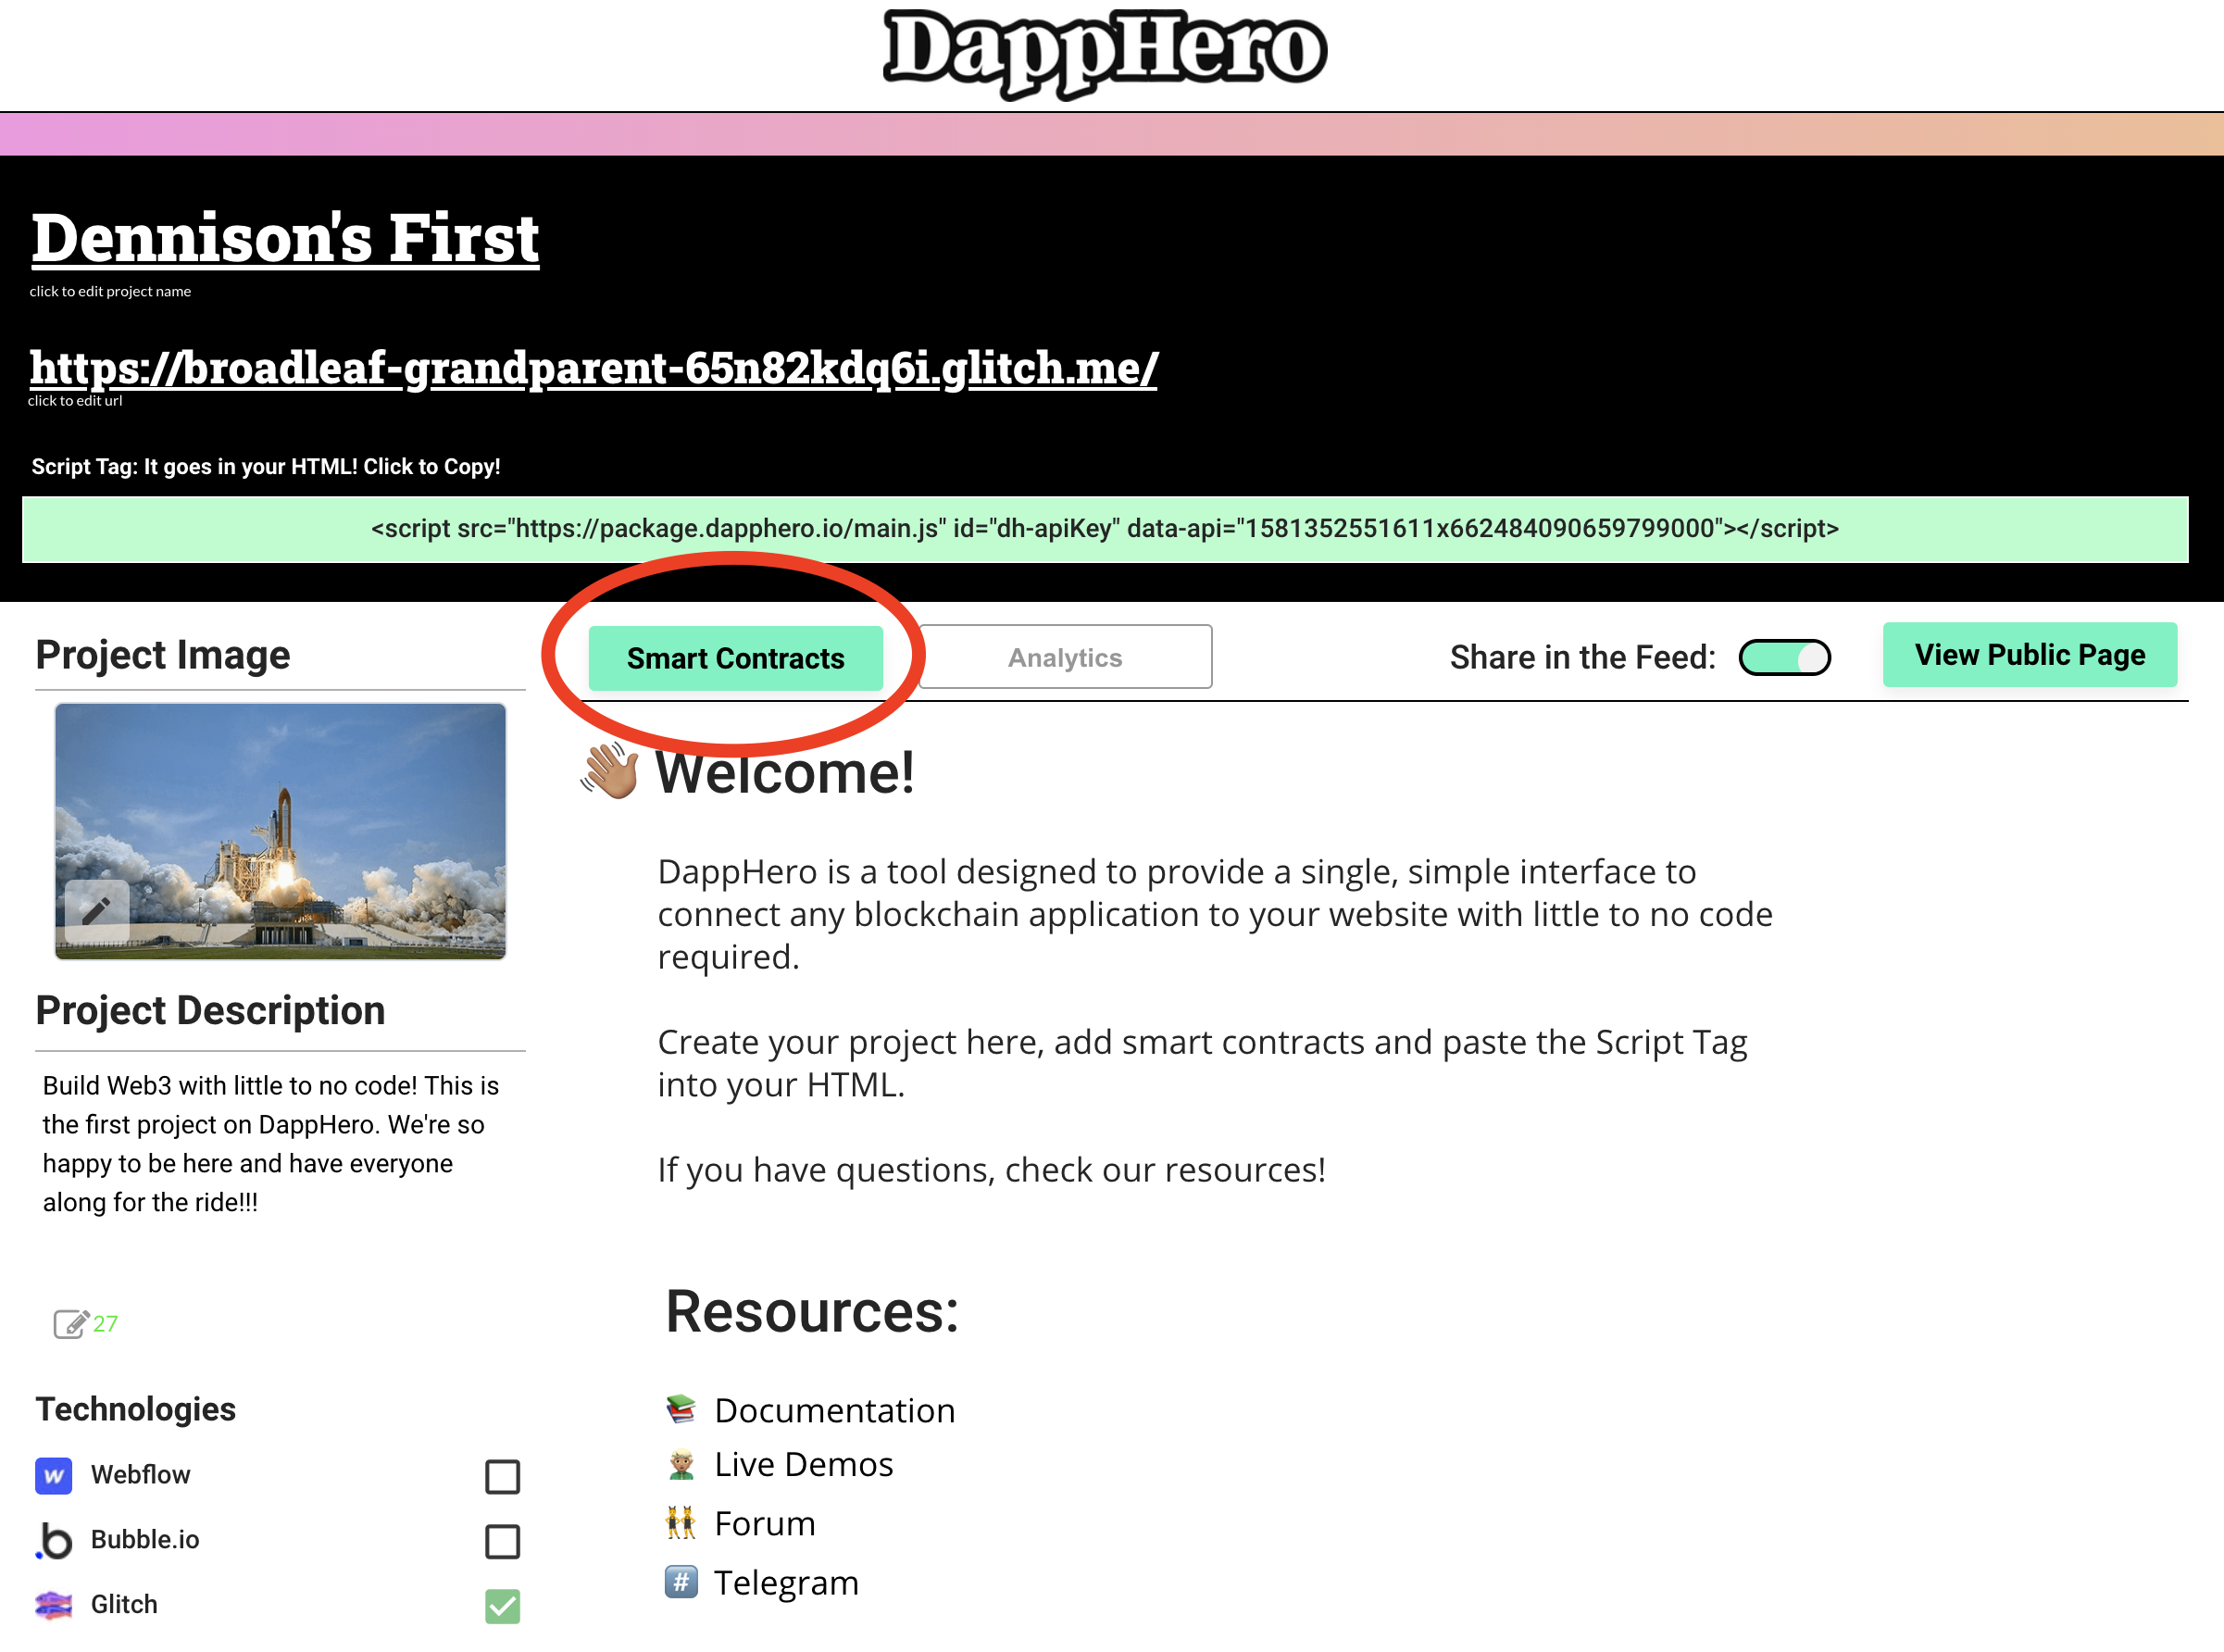 DappHero
Dennison's First
click to edit project name
https://broadleaf-grandparent-65n82kdq6i.glitch.me/
click to edit url
Script Tag: It goes in your HTML! Click to Copy!
<script src="https://package.dapphero.io/main.js" id="dh-apiKey" data-api="1581352551611x662484090659799000"></script>
Project Image
Smart Contracts
Analytics
Share in the Feed:
View Public Page
Welcome!
DappHero is a tool designed to provide a single, simple interface to
connect any blockchain application to your website with little to no code
required.
Create your project here, add smart contracts and paste the Script Tag
into your HTML.
If you have questions, check our resources!
Project Description
Build Web3 with little to no code! This is
the first project on DappHero. We're so
happy to be here and have everyone
along for the ride!!!
27
Resources:
Documentation
Live Demos
Forum
# Telegram
Technologies
w Webflow
.b Bubble.io
Glitch